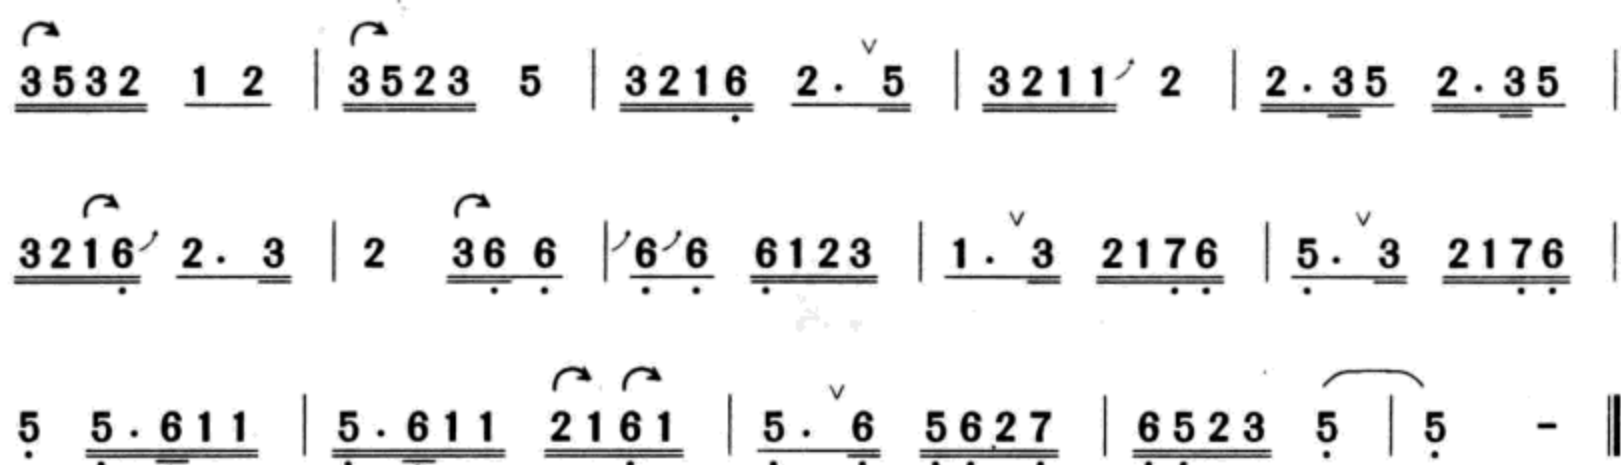 3532 1 2 | 3523 5 | 3216 2. 5 | 3211 2 | 2.35 2.35 |
3216 2. 3 | 2 36 6 | 6 6 6123 | 1. 3 2176 | 5. 3 2176 |
5 5.611 | 5.611 2161 | 5. 6 5627 | 6523 5 | 5 - ‖